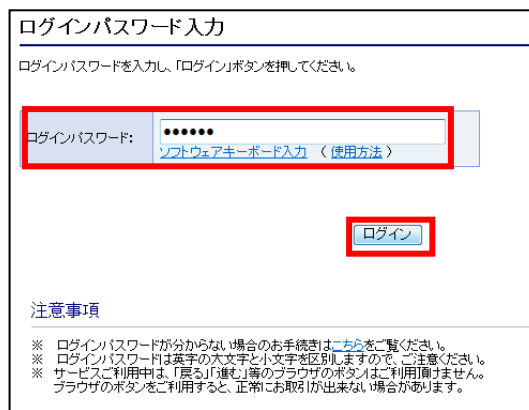 ログインパスワード入力
ログインパスワードを入力し、「ログイン」ボタンを押してください。
ログインパスワード:
●●●●●●
ソフトウェアキーボード入力 ( 使用方法 )
ログイン
注意事項
※ ログインパスワードが分からない場合のお手続きはこちらをご覧ください。
※ ログインパスワードは英字の大文字と小文字を区別しますので、ご注意ください。
※ サービスご利用中は、「戻る」「進む」等のブラウザのボタンはご利用頂けません。
ブラウザのボタンをご利用すると、正常にお取引が出来ない場合があります。